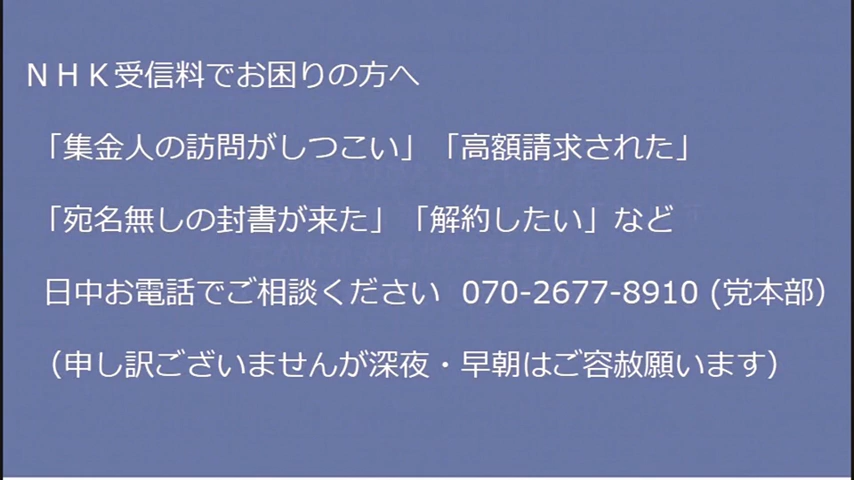 ＮＨＫ受信料でお困りの方へ
「集金人の訪問がしつこい」「高額請求された」
「宛名無しの封書が来た」「解約したい」など
日中お電話でご相談ください 070-2677-8910 (党本部）
（申し訳ございませんが深夜・早朝はご容赦願います）